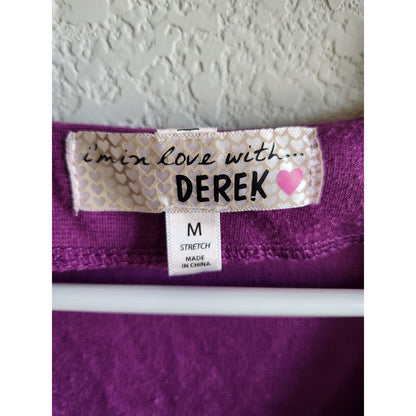 i'm in love with...
DEREK
M
STRETCH
MADE
IN CHINA